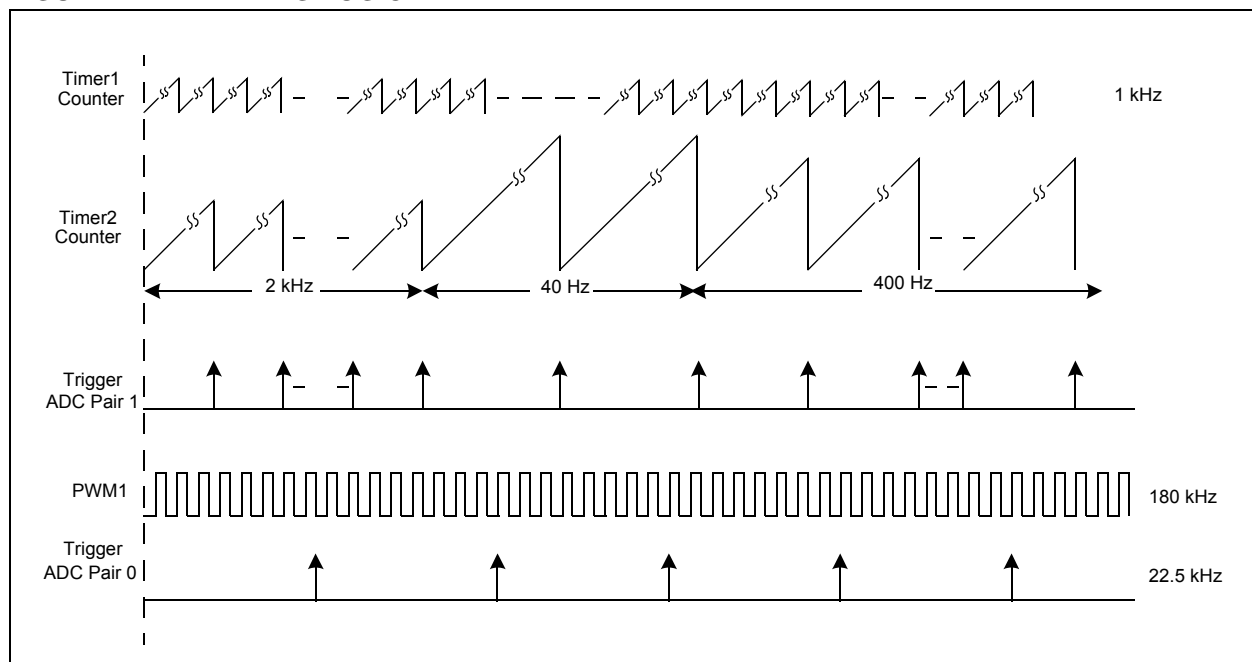 Timer1
Counter
1 kHz
Timer2
Counter
2 kHz
40 Hz
400 Hz
Trigger
ADC Pair 1
PWM1
180 kHz
Trigger
ADC Pair 0
22.5 kHz